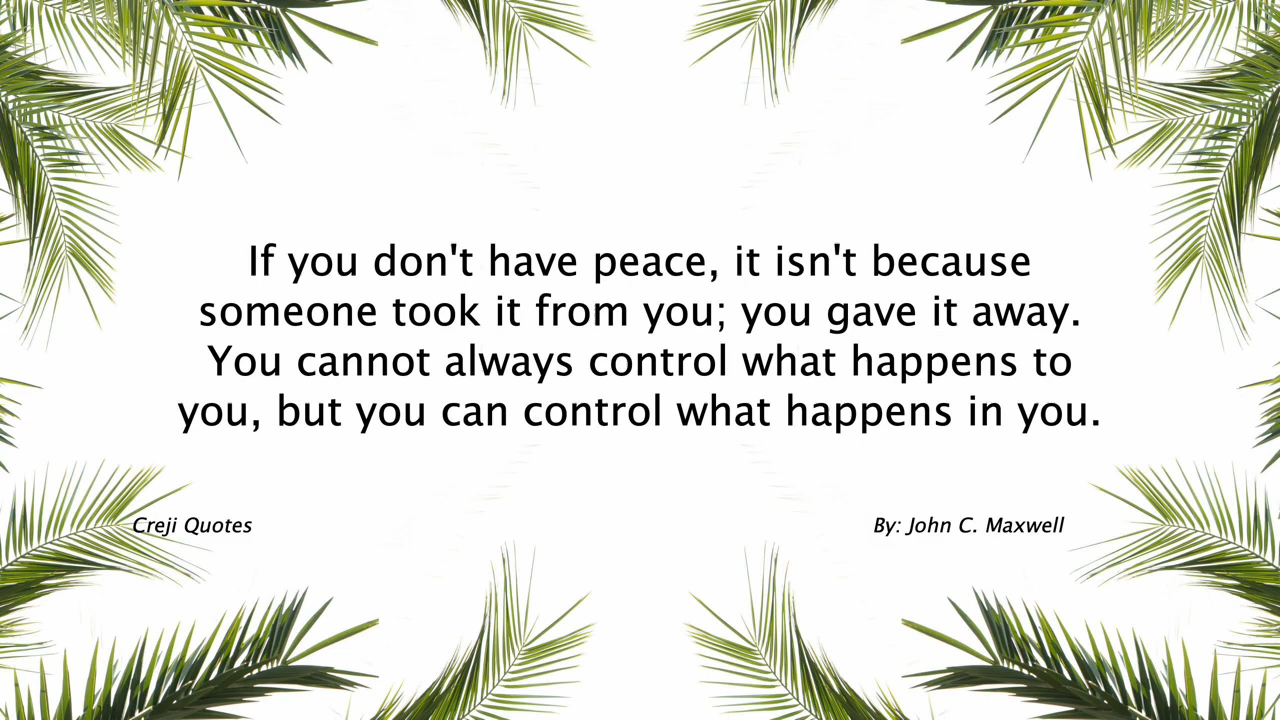 If you don't have peace, it isn't because
someone took it from you; you gave it away.
You cannot always control what happens to
you, but you can control what happens in you.
Creji Quotes
By: John C. Maxwell